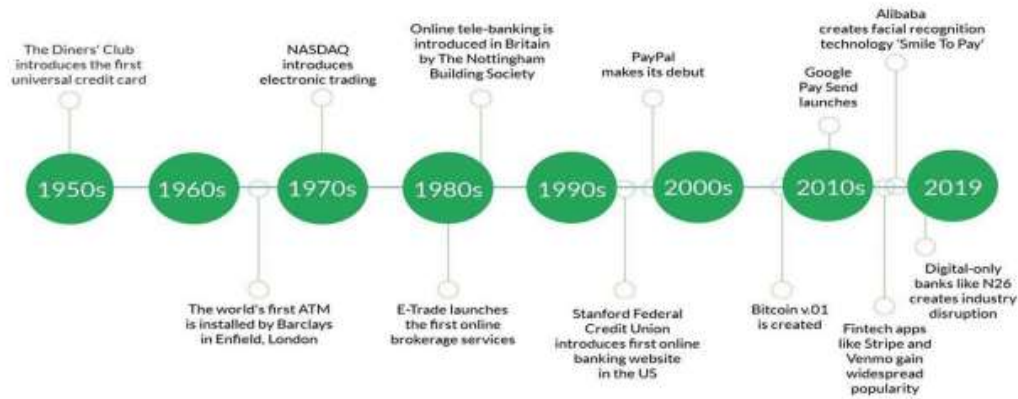 The Diners' Club
introduces the first
universal credit card
NASDAQ
introduces
electronic trading
Online tele-banking is
introduced in Britain
by The Nottingham
Building Society
PayPal
makes its debut
Google
Pay Send
launches
Alibaba
creates facial recognition
technology 'Smile To Pay'
1950s
1960s
1970s
1980s
1990s
2000s
2010s
2019
The world's first ATM
is installed by Barclays
in Enfield, London
E-Trade launches
the first online
brokerage services
Stanford Federal
Credit Union
introduces first online
banking website
in the US
Bitcoin v.01
is created
Fintech apps
like Stripe and
Venmo gain
widespread
popularity
Digital-only
banks like N26
creates industry
disruption